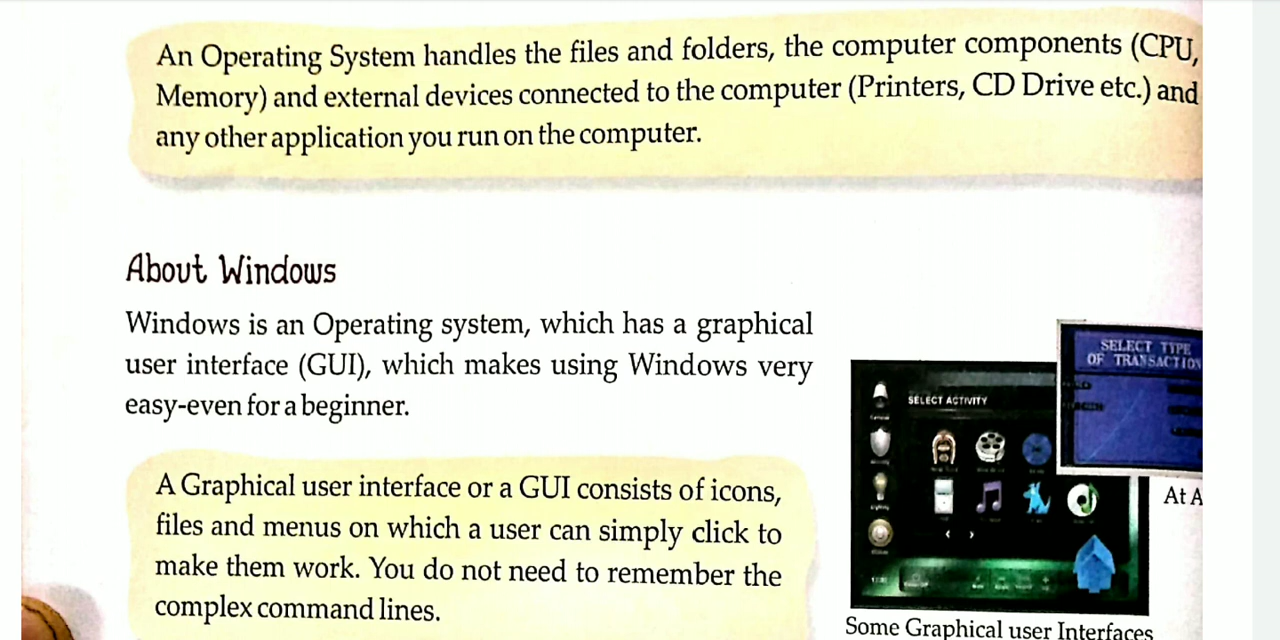 An Operating System handles the files and folders, the computer components (CPU,
Memory) and external devices connected to the computer (Printers, CD Drive etc.) and
any other application you run on the computer.
About Windows
Windows is an Operating system, which has a graphical
user interface (GUI), which makes using Windows very
easy-even for a beginner.
A Graphical user interface or a GUI consists of icons,
files and menus on which a user can simply click to
make them work. You do not need to remember the
complex command lines.
SELECT TYPE
OF TRANSACTION
SELECT ACTIVITY
At A
Some Graphical user Interfaces